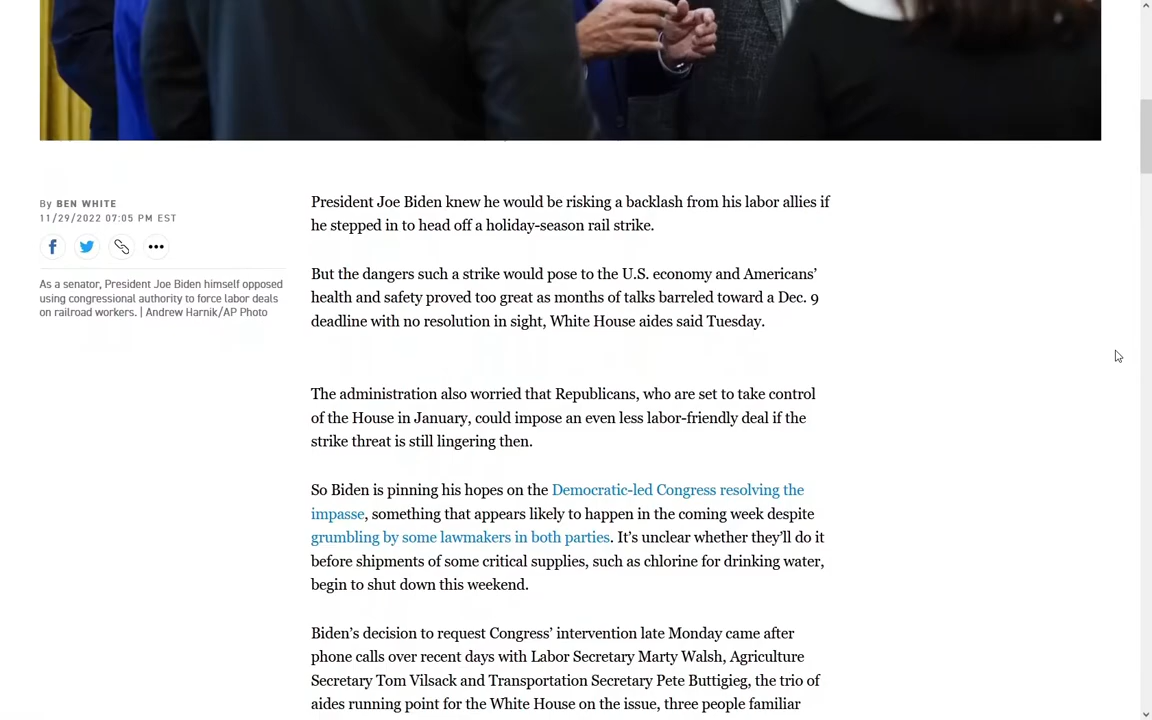 By BEN WHITE
11/29/2022 07:05 PM EST
As a senator, President Joe Biden himself opposed
using congressional authority to force labor deals
on railroad workers. | Andrew Harnik/AP Photo
President Joe Biden knew he would be risking a backlash from his labor allies if
he stepped in to head off a holiday-season rail strike.
But the dangers such a strike would pose to the U.S. economy and Americans’
health and safety proved too great as months of talks barreled toward a Dec. 9
deadline with no resolution in sight, White House aides said Tuesday.
The administration also worried that Republicans, who are set to take control
of the House in January, could impose an even less labor-friendly deal if the
strike threat is still lingering then.
So Biden is pinning his hopes on the Democratic-led Congress resolving the
impasse, something that appears likely to happen in the coming week despite
grumbling by some lawmakers in both parties. It’s unclear whether they’ll do it
before shipments of some critical supplies, such as chlorine for drinking water,
begin to shut down this weekend.
Biden’s decision to request Congress’ intervention late Monday came after
phone calls over recent days with Labor Secretary Marty Walsh, Agriculture
Secretary Tom Vilsack and Transportation Secretary Pete Buttigieg, the trio of
aides running point for the White House on the issue, three people familiar